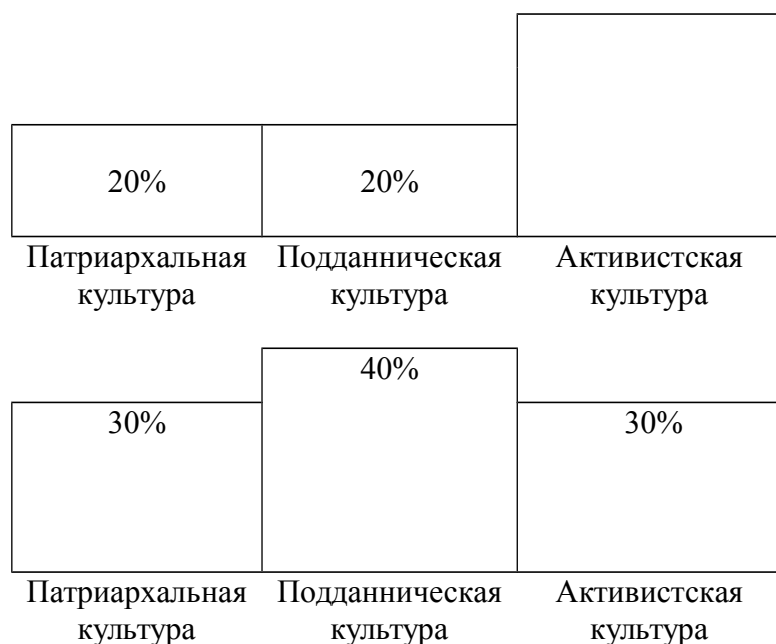 20% 20%
Патриархальная Подданническая Активистская
культура культура культура
40%
30% 30%
Патриархальная Подданническая Активистская
культура культура культура